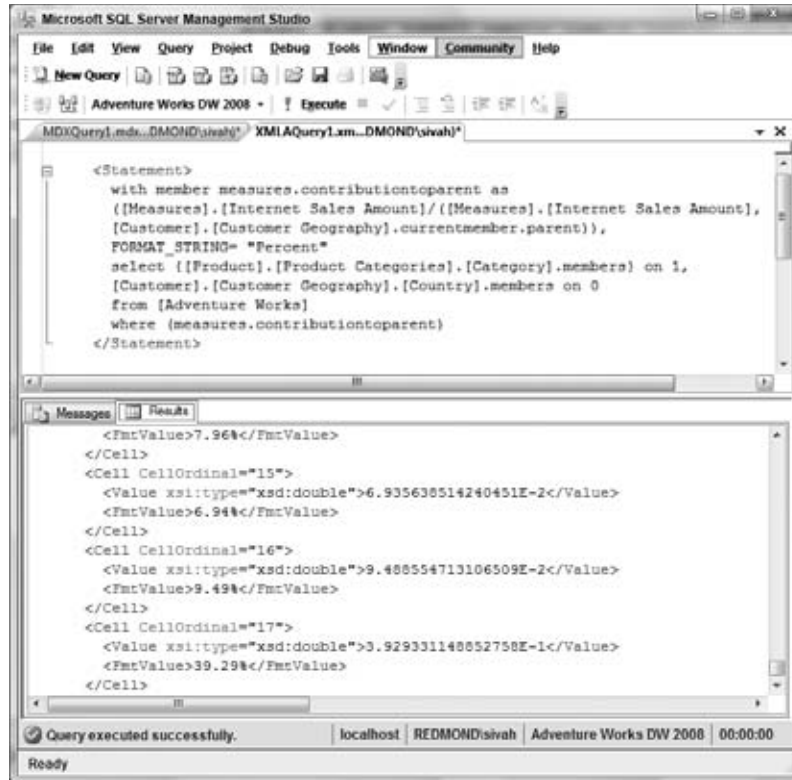 Microsoft SQL Server Management Studio
File Edit View Query Project Debug Tools Window Community Help
New Query
Adventure Works DW 2008 Execute
MDXQuery1.mdx...DMOND\sivah)* XMLAQuery1.xm...DMOND\sivah)*
<Statement>
with member measures.contributiontoparent as
([Measures].[Internet Sales Amount]/([Measures].[Internet Sales Amount],
[Customer].[Customer Geography].currentmember.parent)),
FORMAT_STRING= "Percent"
select {[Product].[Product Categories].[Category].members} on 1,
[Customer].[Customer Geography].[Country].members on 0
from [Adventure Works]
where (measures.contributiontoparent)
</Statement>
Messages Results
<FmtValue>7.96%</FmtValue>
</Cell>
<Cell CellOrdinal="15">
<Value xsi:type="xsd:double">6.935638514240451E-2</Value>
<FmtValue>6.94%</FmtValue>
</Cell>
<Cell CellOrdinal="16">
<Value xsi:type="xsd:double">9.488554713106509E-2</Value>
<FmtValue>9.49%</FmtValue>
</Cell>
<Cell CellOrdinal="17">
<Value xsi:type="xsd:double">3.929331148852758E-1</Value>
<FmtValue>39.29%</FmtValue>
</Cell>
Query executed successfully. localhost REDMOND\sivah Adventure Works DW 2008 00:00:00
Ready